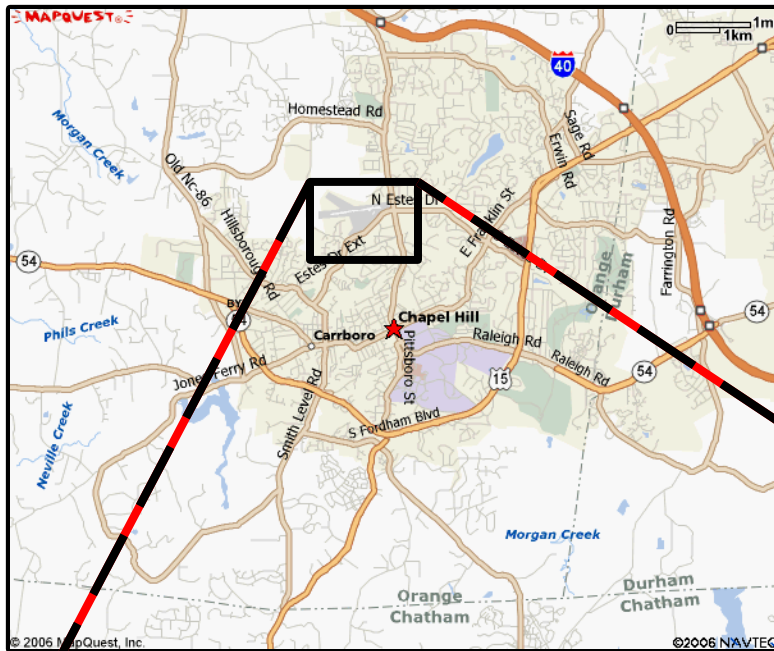 MAPQUEST
0 1m
1km
40
Homestead Rd
Sage Rd
Erwin Rd
Morgan Creek
Old Nc-86
N Estes Dr
E Franklin St
Hillsborough Rd
Estes Dr Ext
Farrington Rd
Orange
Durham
54
BY
54
Chapel Hill
Phils Creek
Carrboro
Raleigh Rd
Pittsboro St
Raleigh Rd
54
Jones Ferry Rd
15
Smith Level Rd
S Fordham Blvd
Neville Creek
Morgan Creek
Durham
Chatham
Orange
Chatham
© 2006 MapQuest, Inc.
©2006 NAVTEQ